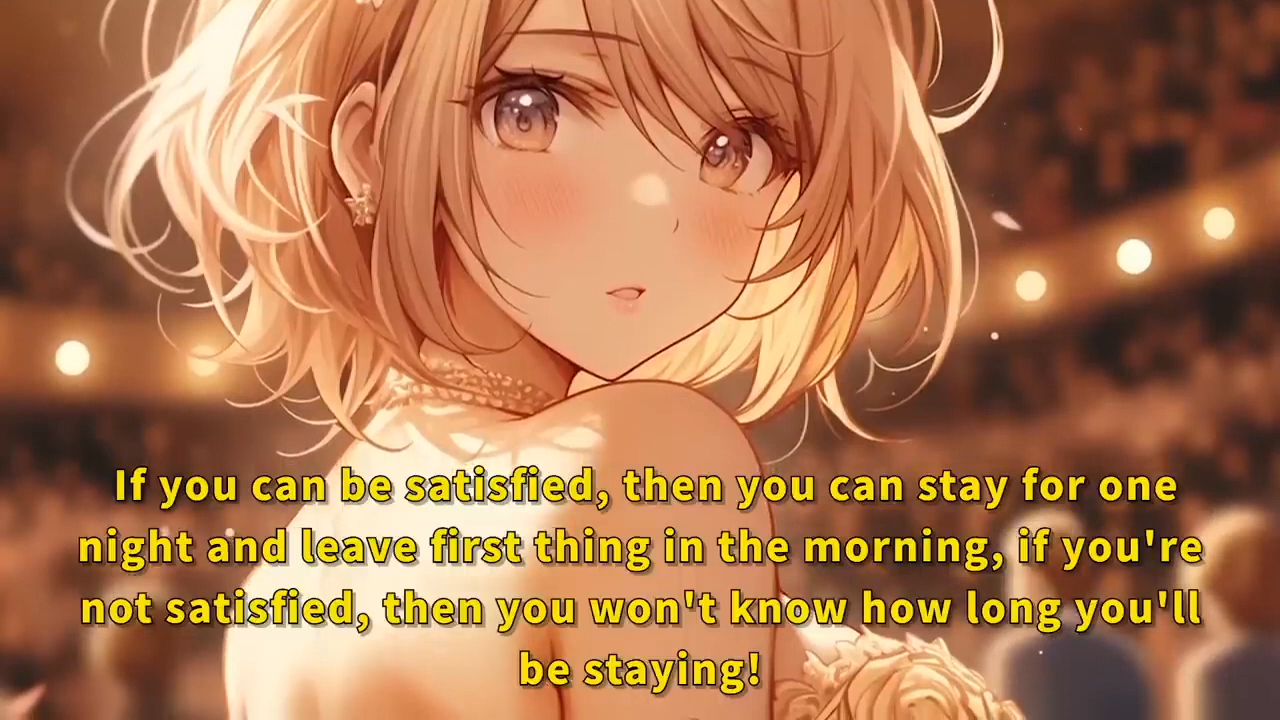 If you can be satisfied, then you can stay for one
night and leave first thing in the morning, if you're
not satisfied, then you won't know how long you'll
be staying!